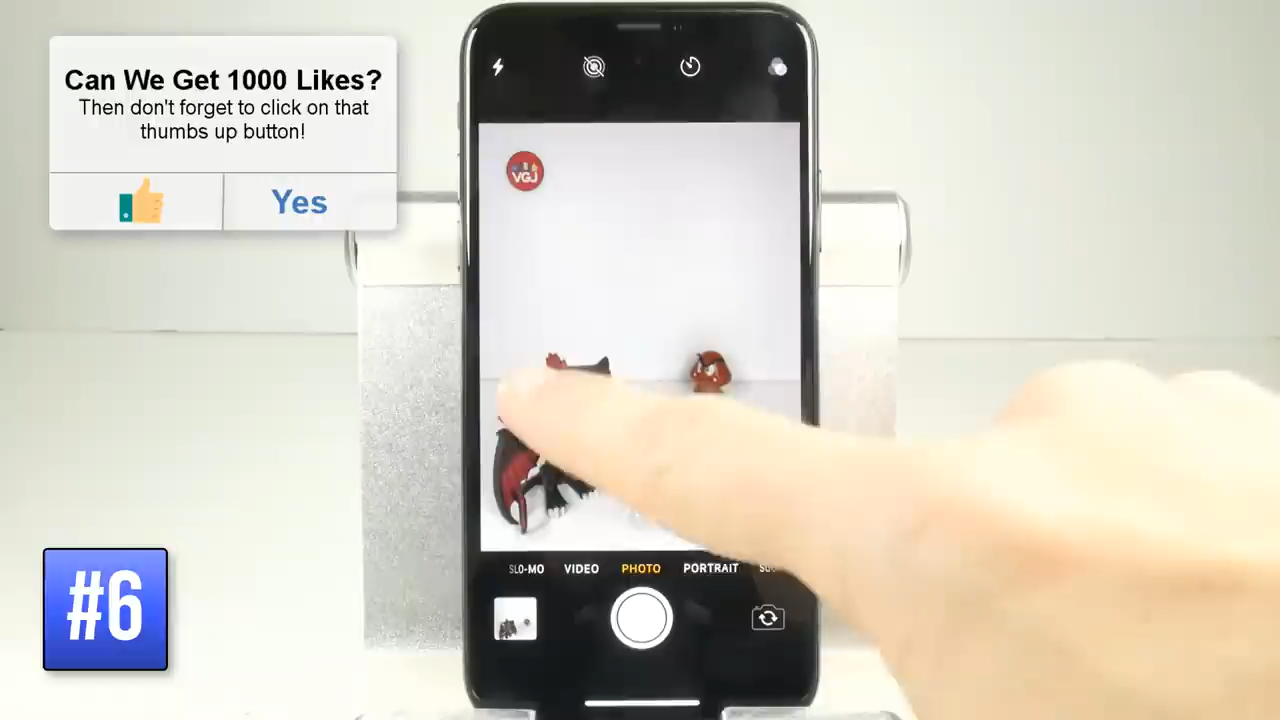 Can We Get 1000 Likes?
Then don't forget to click on that
thumbs up button!
Yes
VGJ
SLO-MO VIDEO PHOTO PORTRAIT
#6